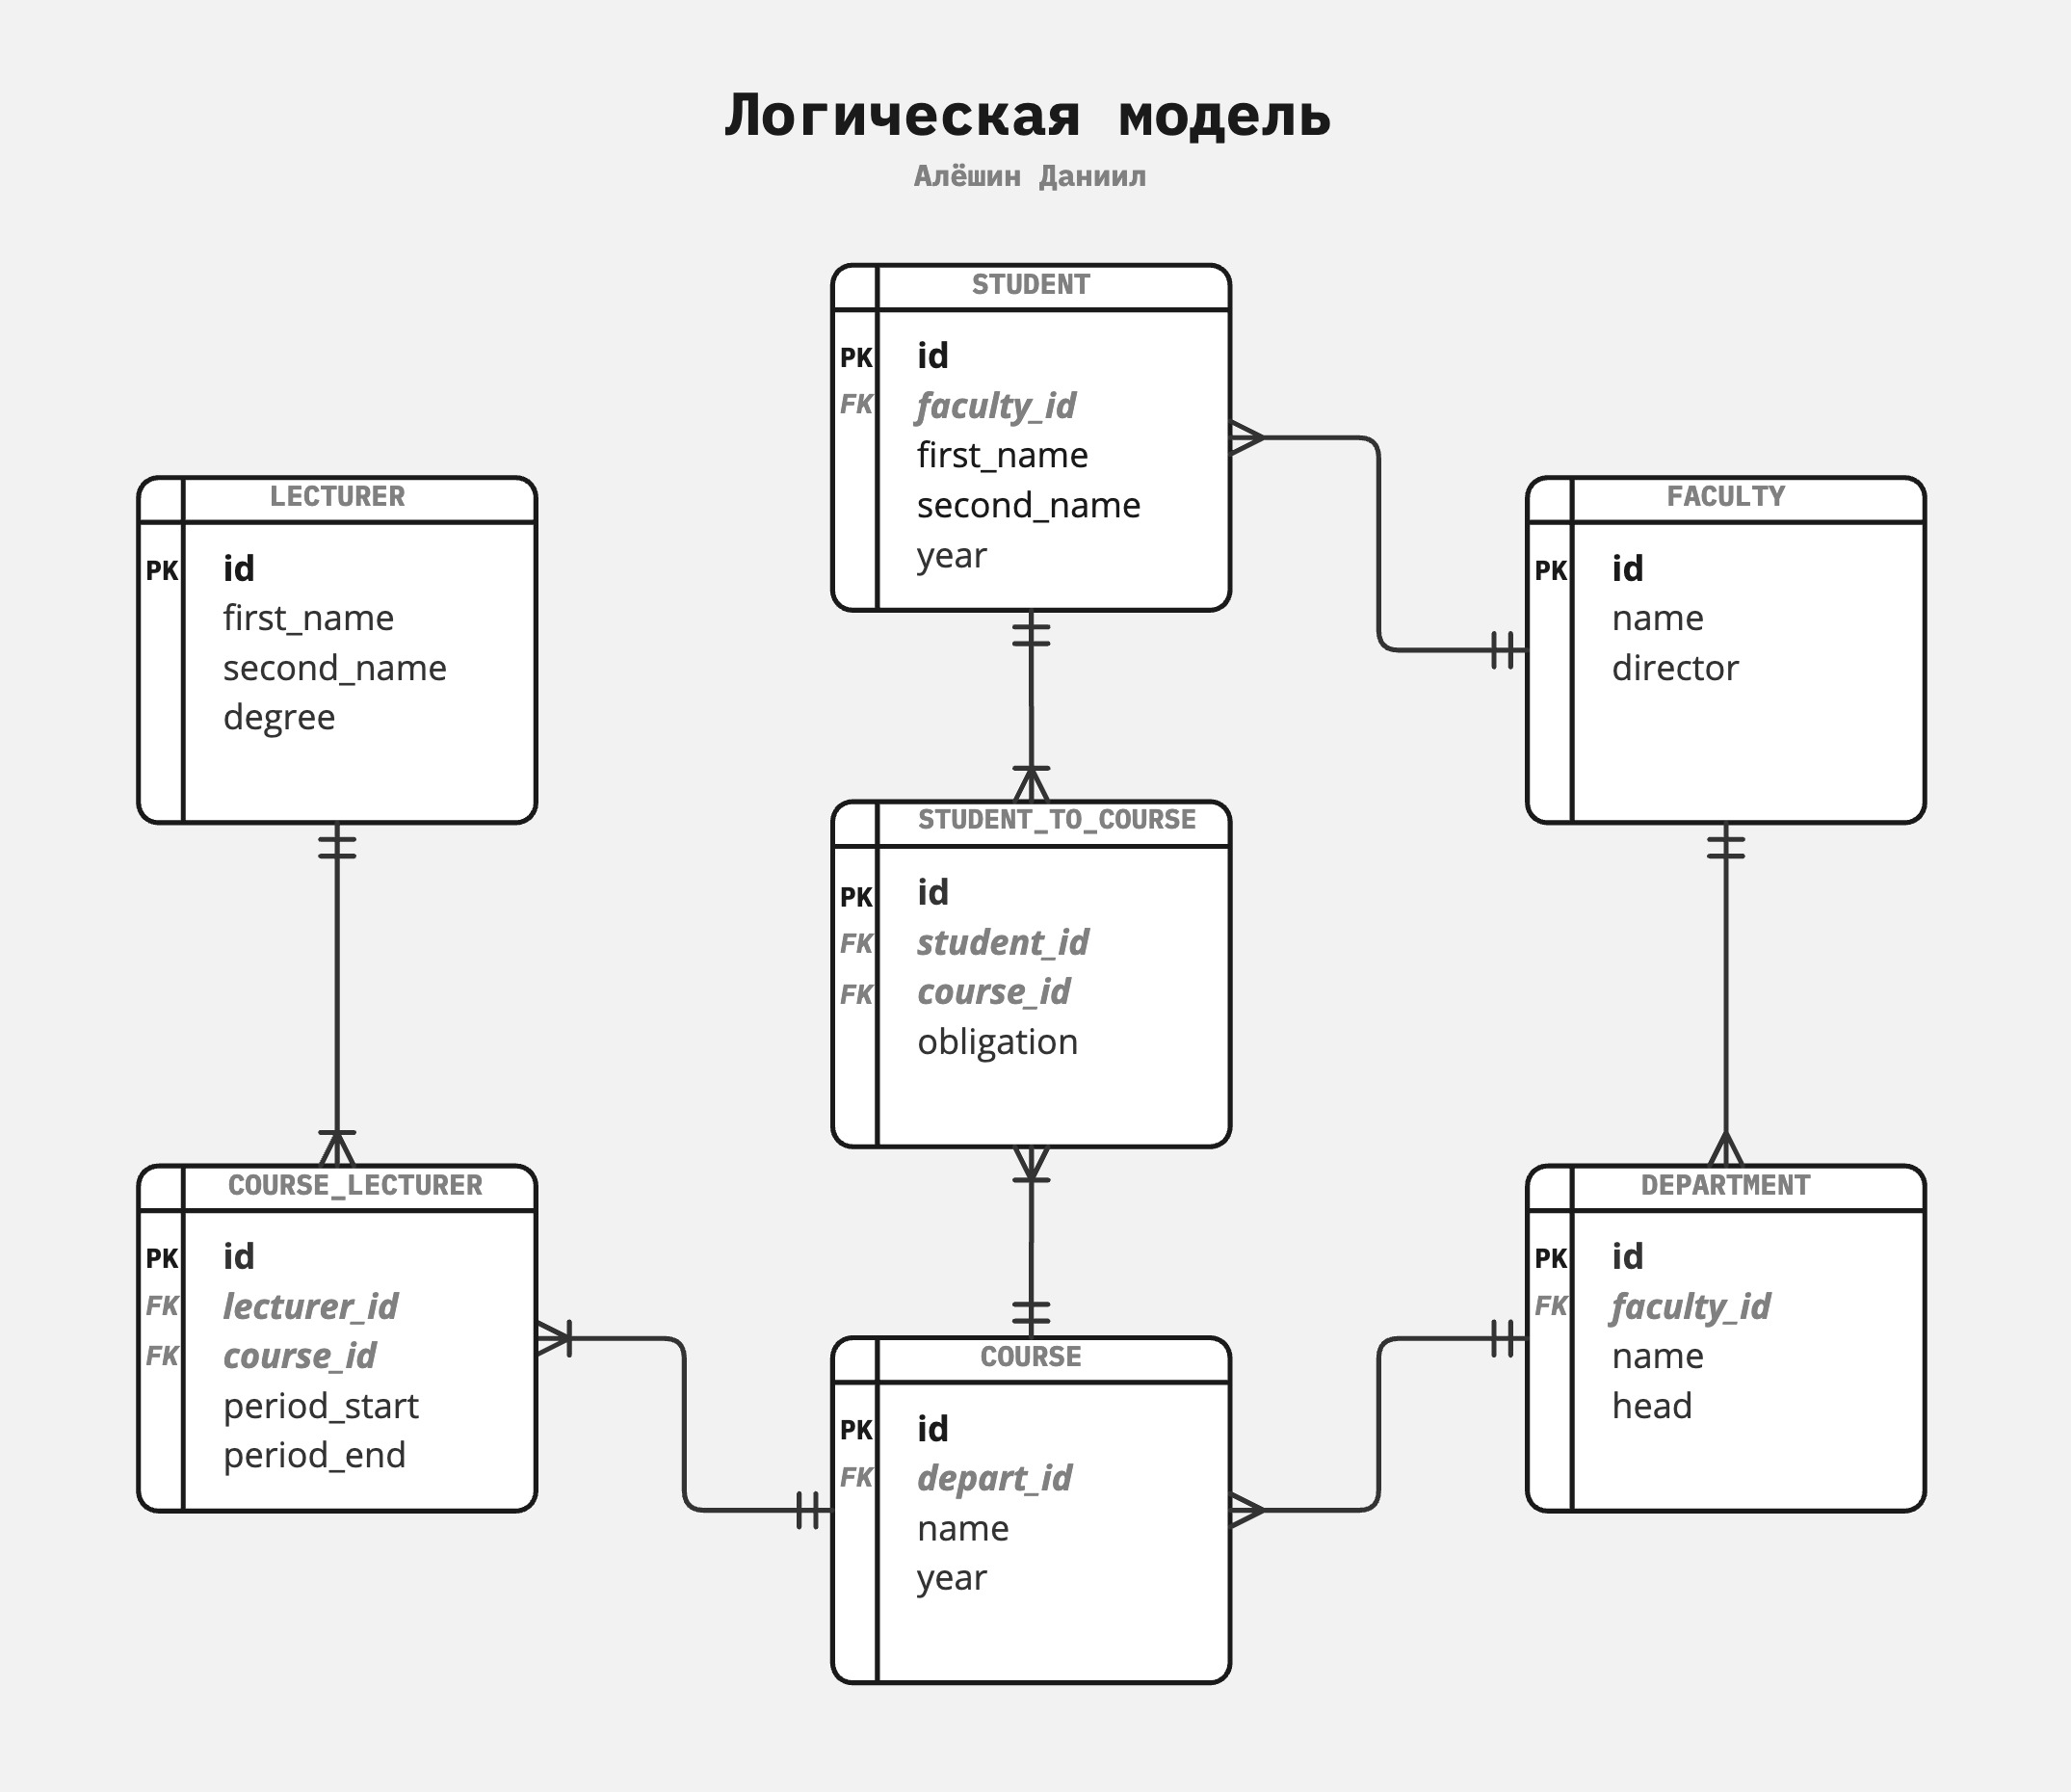 Логическая модель
Алёшин Даниил
STUDENT
PK id
FK faculty_id
first_name
second_name
year
LECTURER
PK id
first_name
second_name
degree
FACULTY
PK id
name
director
STUDENT_TO_COURSE
PK id
FK student_id
FK course_id
obligation
COURSE_LECTURER
PK id
FK lecturer_id
FK course_id
period_start
period_end
DEPARTMENT
PK id
FK faculty_id
name
head
COURSE
PK id
FK depart_id
name
year